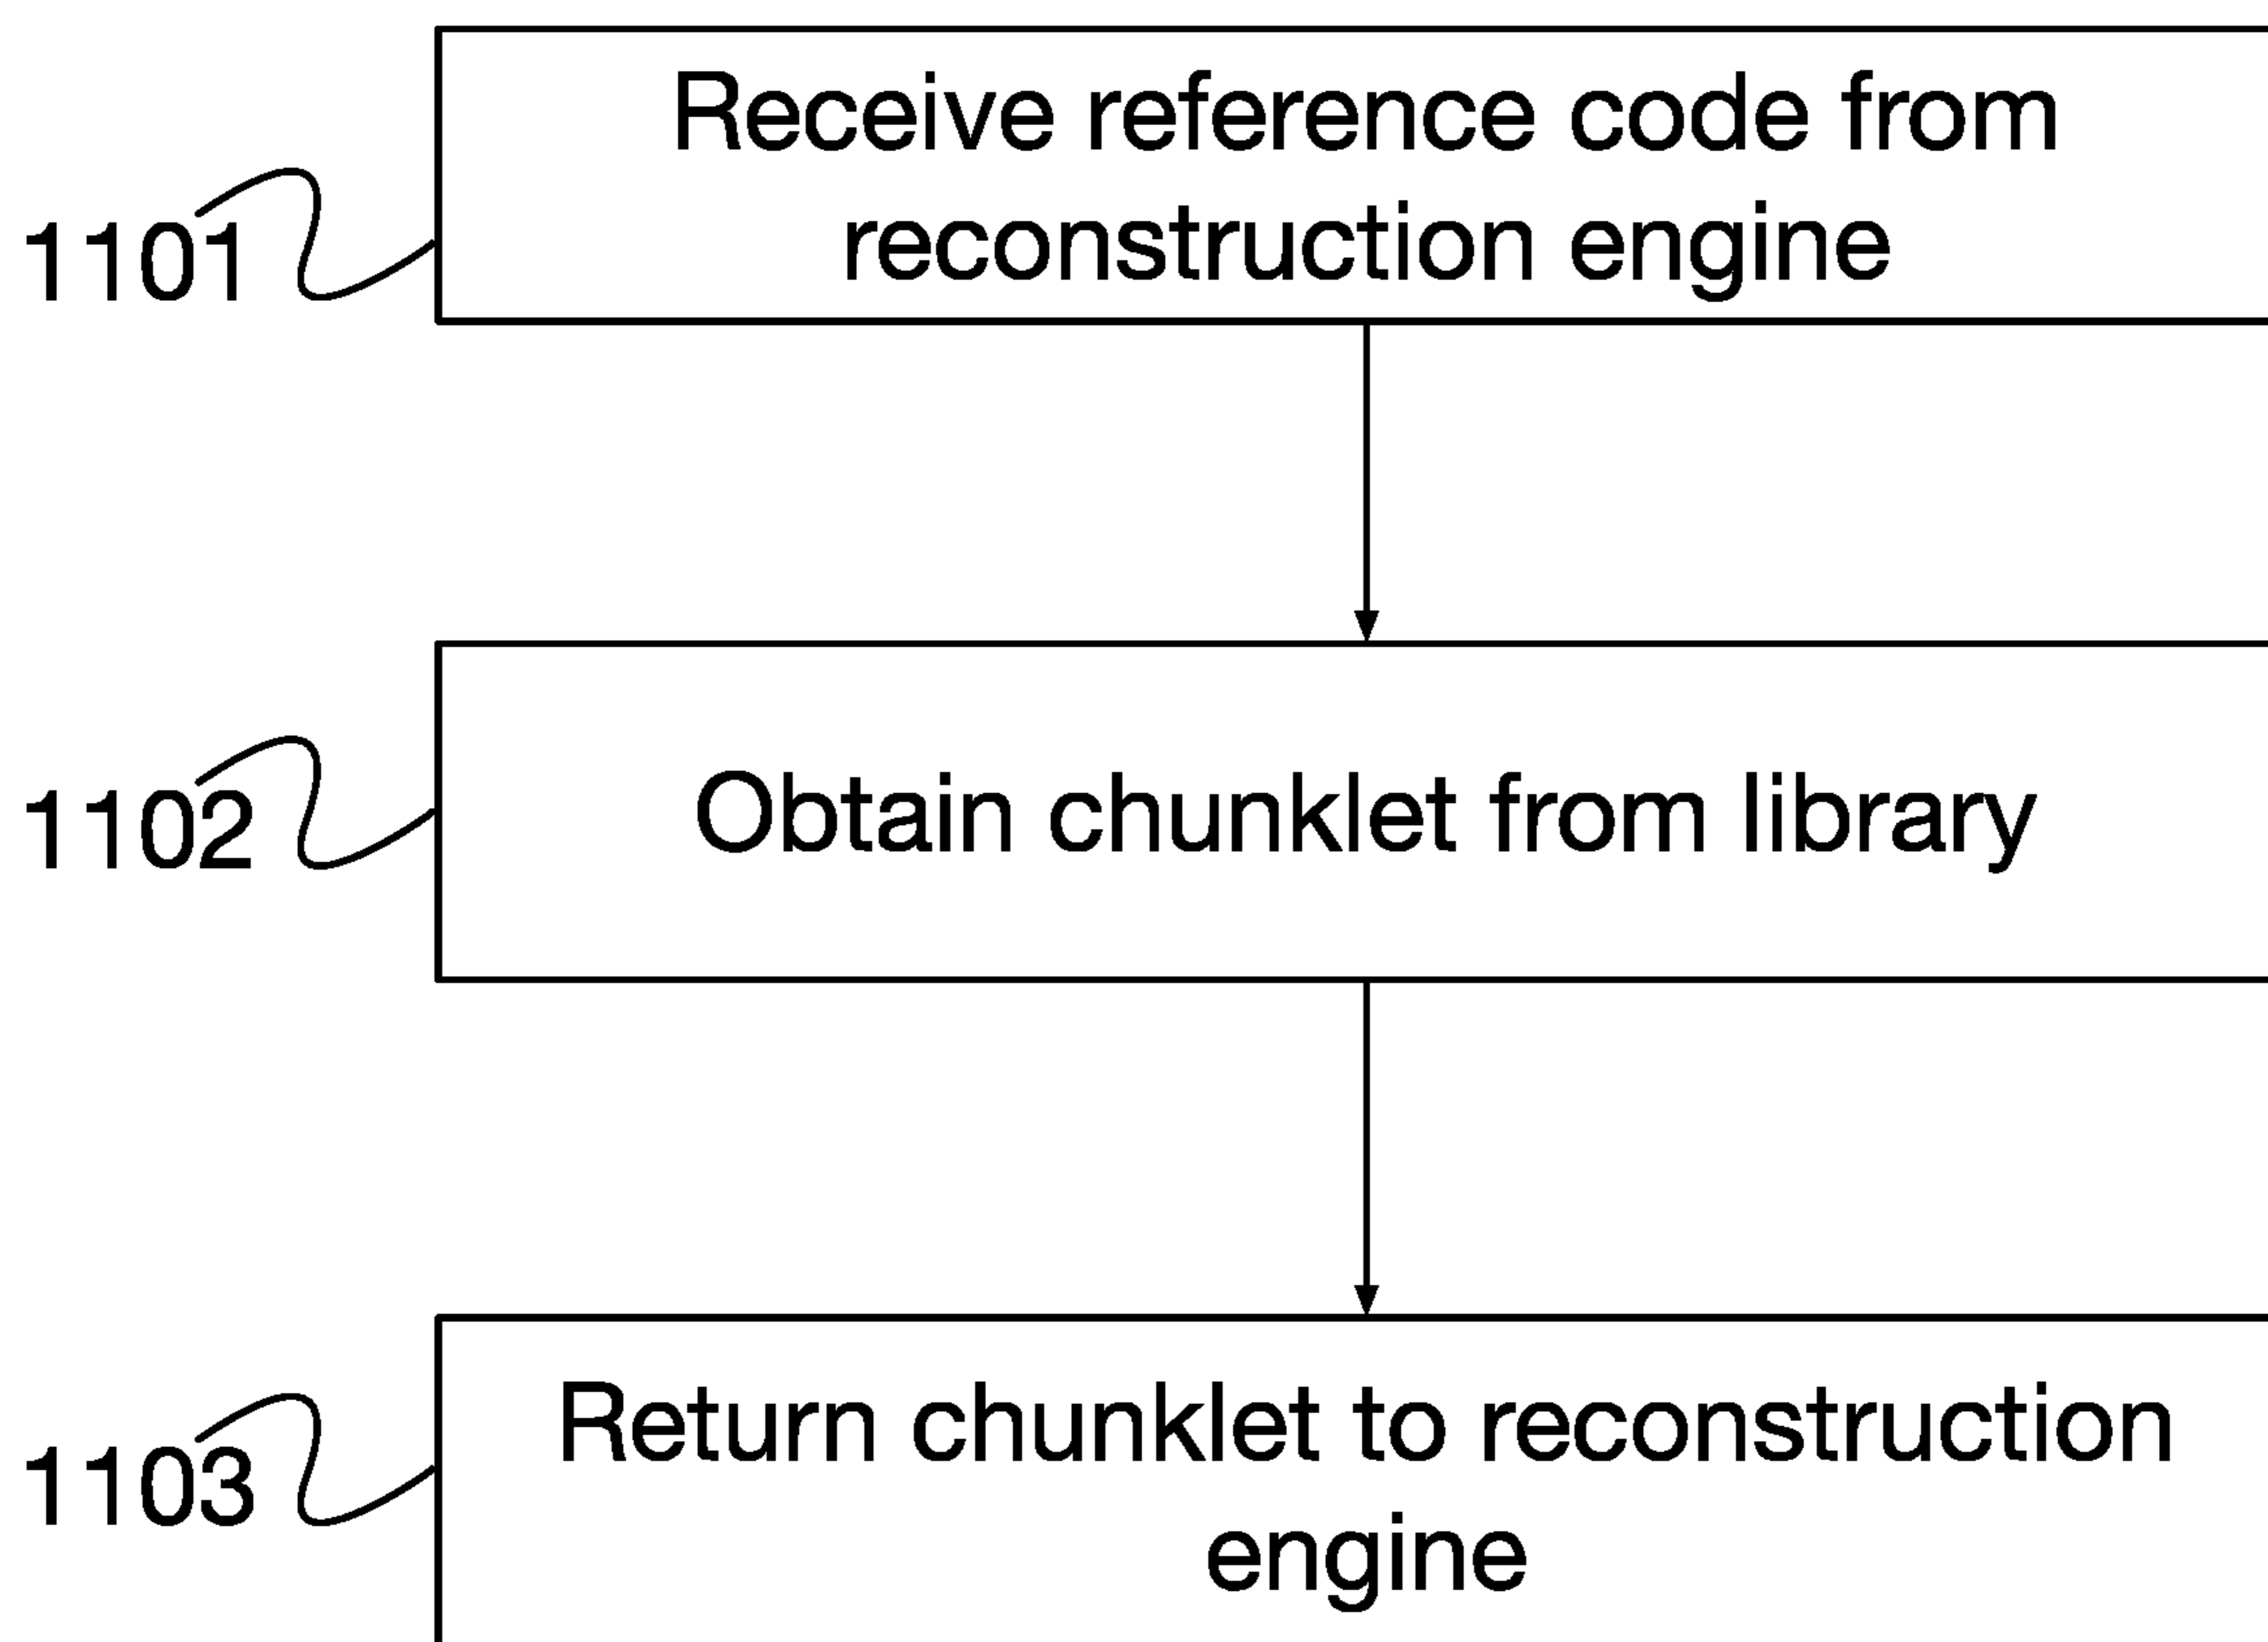 Receive reference code from
reconstruction engine
1101
Obtain chunklet from library
1102
Return chunklet to reconstruction
engine
1103